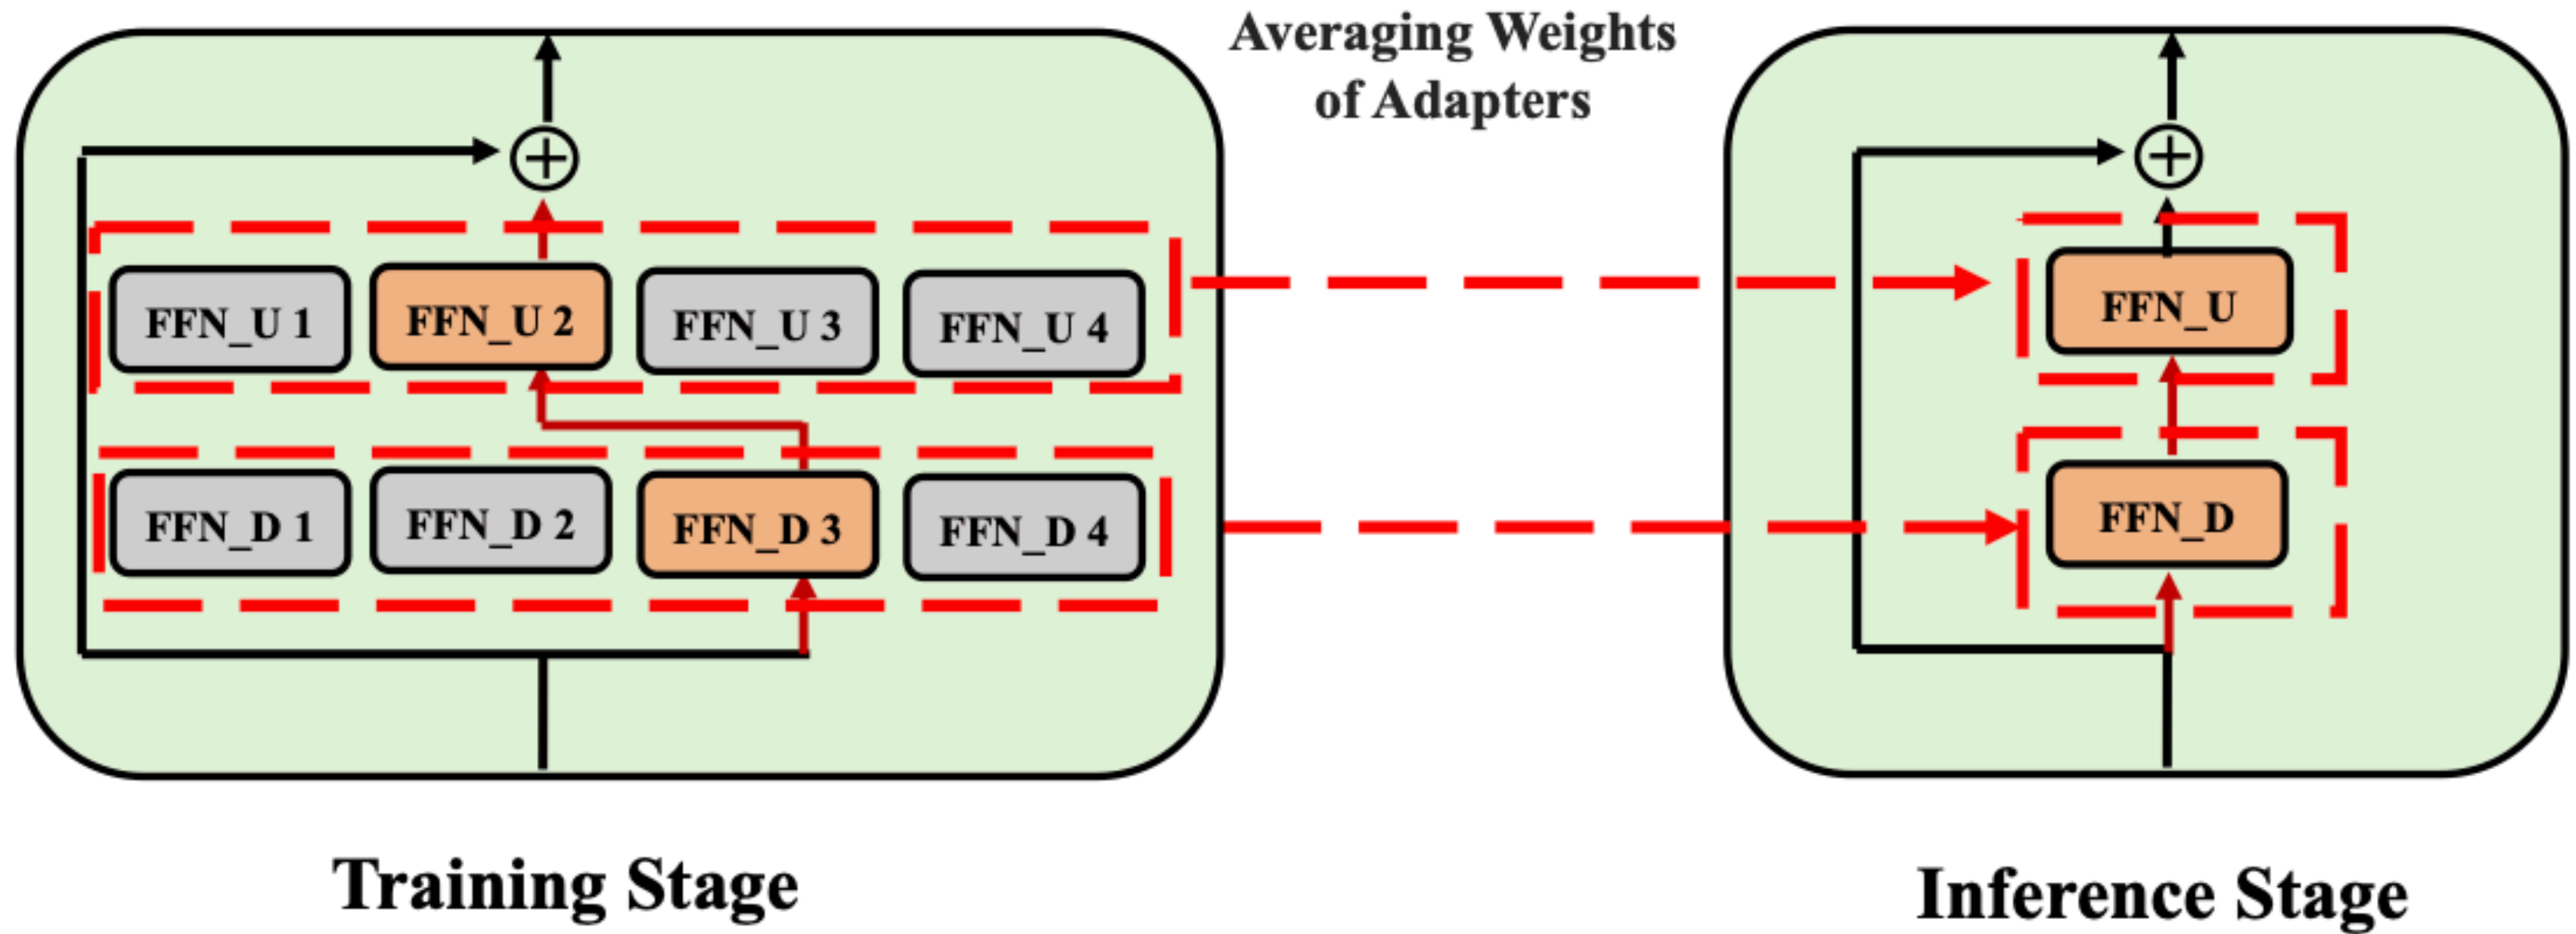 Averaging Weights
of Adapters
FFN_U 1
FFN_U 2
FFN_U 3
FFN_U 4
FFN_D 1
FFN_D 2
FFN_D 3
FFN_D 4
FFN_U
FFN_D
Training Stage
Inference Stage